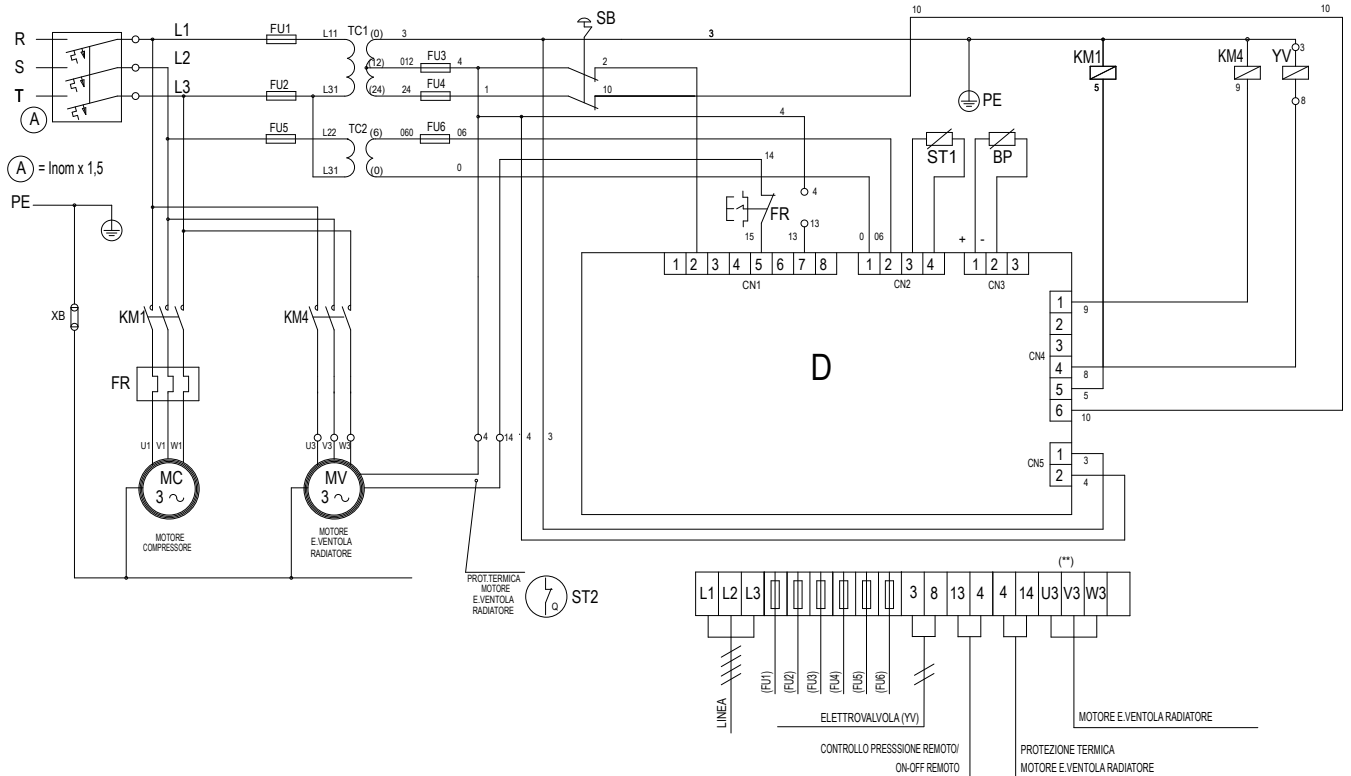 R
S
T
A
L1
L2
L3
FU1
FU2
FU5
L11
L31
L22
L31
TC1
TC2
(0)
(12)
(24)
(6)
(0)
3
012
24
060
0
FU3
FU4
FU6
4
1
06
SB
2
10
3
10
10
4
14
KM1
5
KM4
9
YV
3
8
PE
A = Inom x 1,5
PE
ST1
BP
FR
4
13
15
13
0
06
+
-
1 2 3 4 5 6 7 8
CN1
1 2 3 4
CN2
1 2 3
CN3
D
1
2
3
4
5
6
CN4
9
8
5
10
1
2
CN5
3
4
XB
KM1
KM4
FR
U1 V1 W1
U3 V3 W3
4
14
4
3
MC
3 ~
MV
3 ~
MOTORE
COMPRESSORE
MOTORE
E.VENTOLA
RADIATORE
PROT.TERMICA
MOTORE
E.VENTOLA
RADIATORE
Q
ST2
(**)
L1 L2 L3 3 8 13 4 4 14 U3 V3 W3
LINEA
(FU1)
(FU2)
(FU3)
(FU4)
(FU5)
(FU6)
ELETTROVALVOLA (YV)
MOTORE E.VENTOLA RADIATORE
CONTROLLO PRESSSIONE REMOTO/
ON-OFF REMOTO
PROTEZIONE TERMICA
MOTORE E.VENTOLA RADIATORE